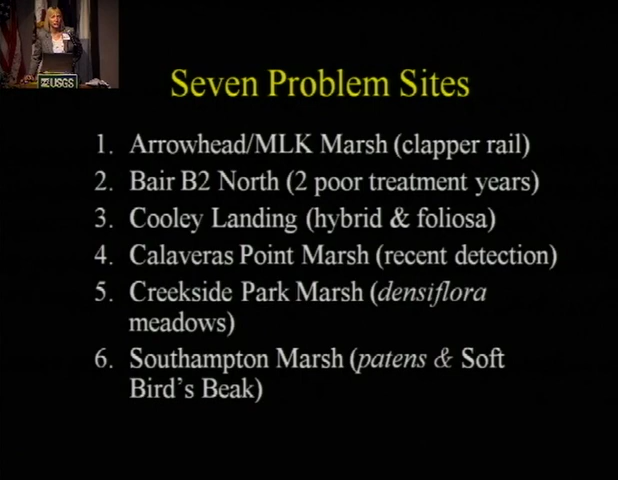 USGS
Seven Problem Sites
1. Arrowhead/MLK Marsh (clapper rail)
2. Bair B2 North (2 poor treatment years)
3. Cooley Landing (hybrid & foliosa)
4. Calaveras Point Marsh (recent detection)
5. Creekside Park Marsh (densiflora
meadows)
6. Southampton Marsh (patens & Soft
Bird's Beak)